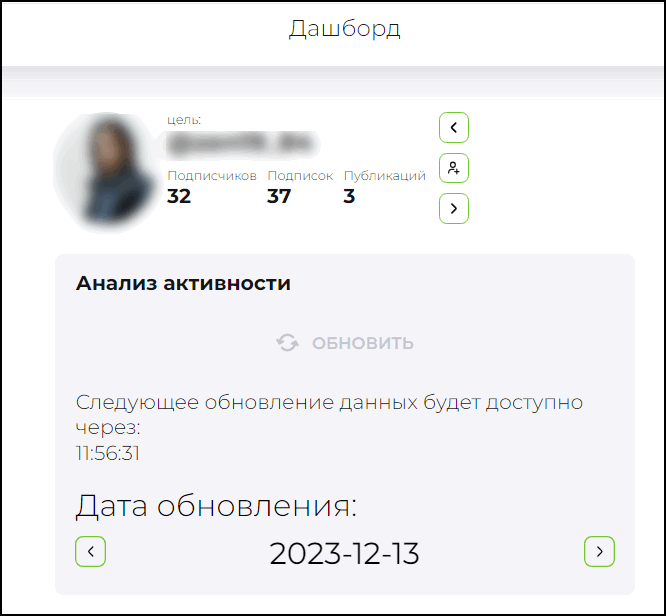 Дашборд
цель:
Подписчиков Подписок Публикаций
32 37 3
Анализ активности
ОБНОВИТЬ
Следующее обновление данных будет доступно
через:
11:56:31
Дата обновления:
2023-12-13